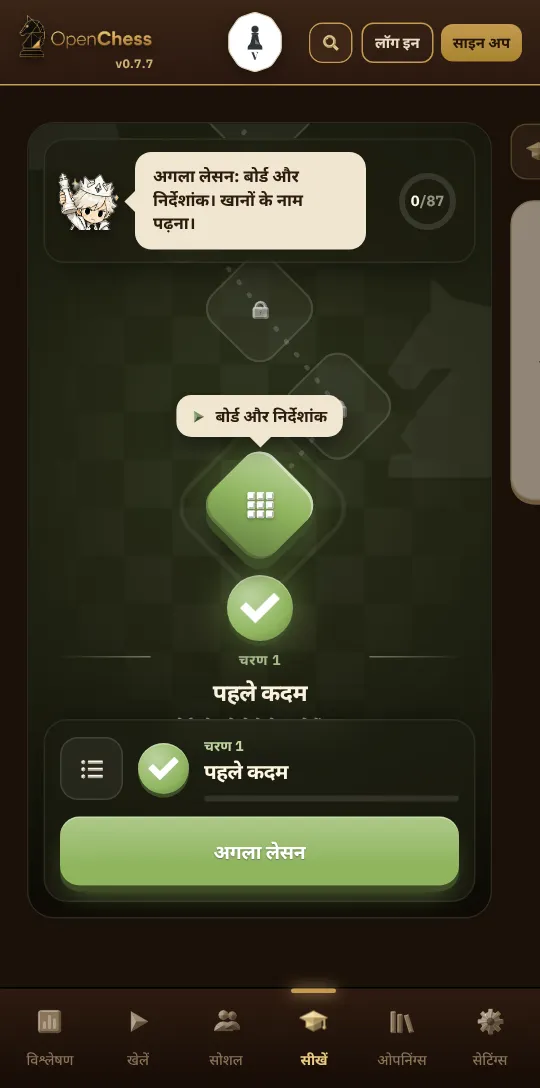 OpenChess
v0.7.7
V
लॉग इन
साइन अप
अगला लेसन: बोर्ड और
निर्देशांक। खानों के नाम
पढ़ना।
0/87
बोर्ड और निर्देशांक
चरण 1
पहले कदम
चरण 1
पहले कदम
अगला लेसन
विश्लेषण
खेलें
सोशल
सीखें
ओपनिंग्स
सेटिंग्स